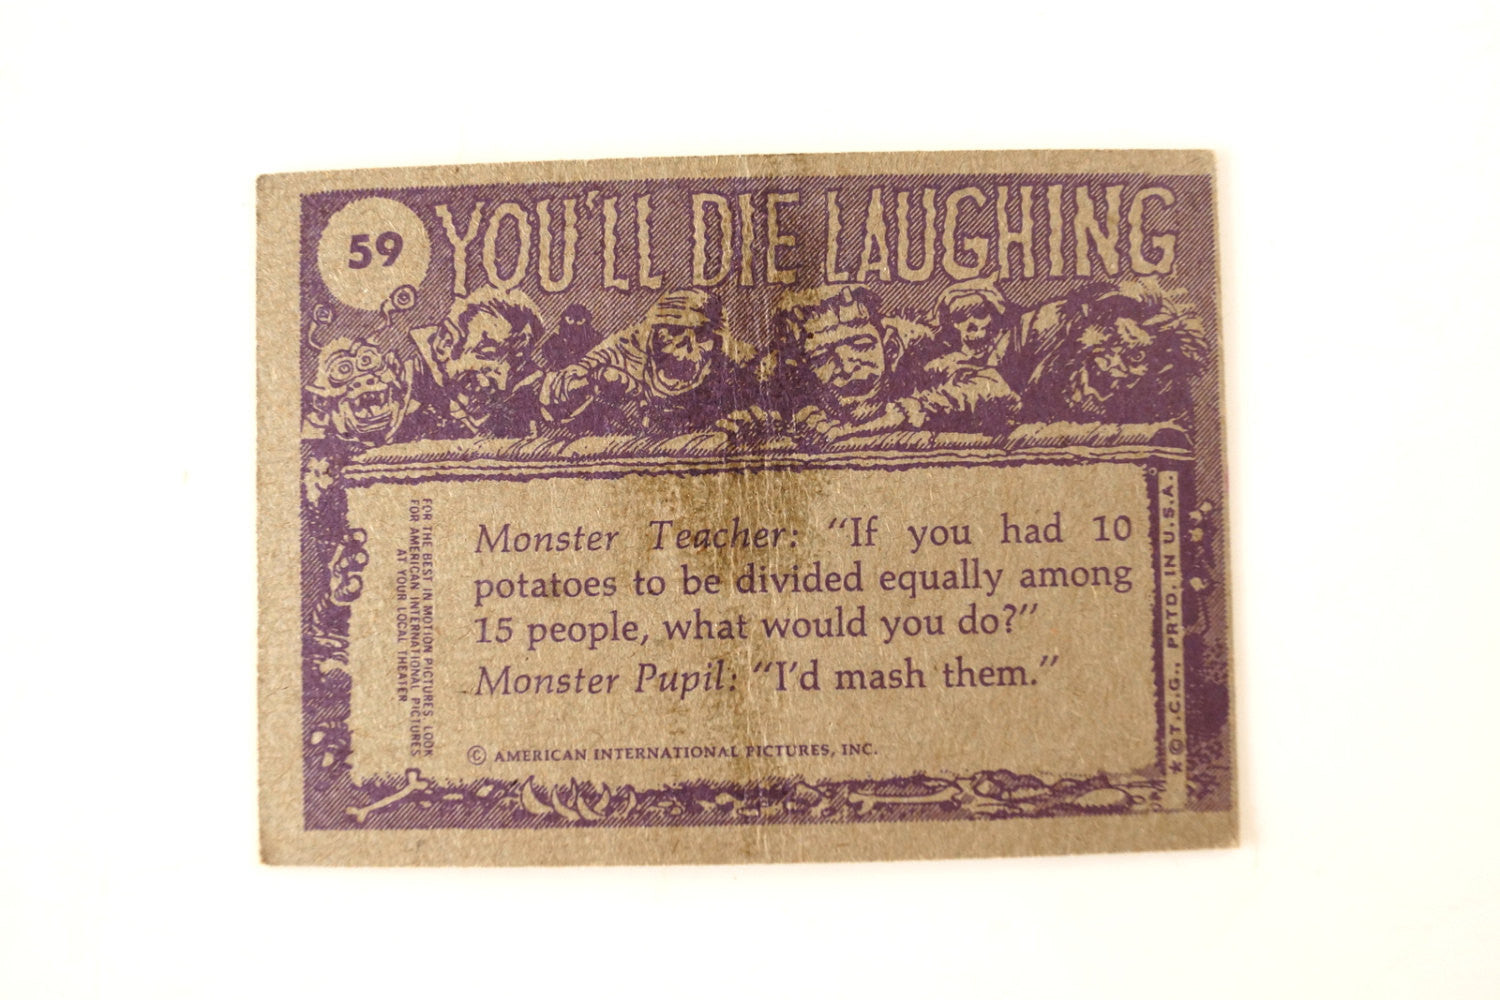 59
YOU'LL DIE LAUGHING
Monster Teacher: “If you had 10
potatoes to be divided equally among
15 people, what would you do?”
Monster Pupil: “I'd mash them.”
© AMERICAN INTERNATIONAL PICTURES, INC.
FOR THE BEST IN MOTION PICTURES LOOK
FOR AMERICAN INTERNATIONAL PICTURES
AT YOUR LOCAL THEATER
* © T.C.G., PRTD. IN U.S.A.